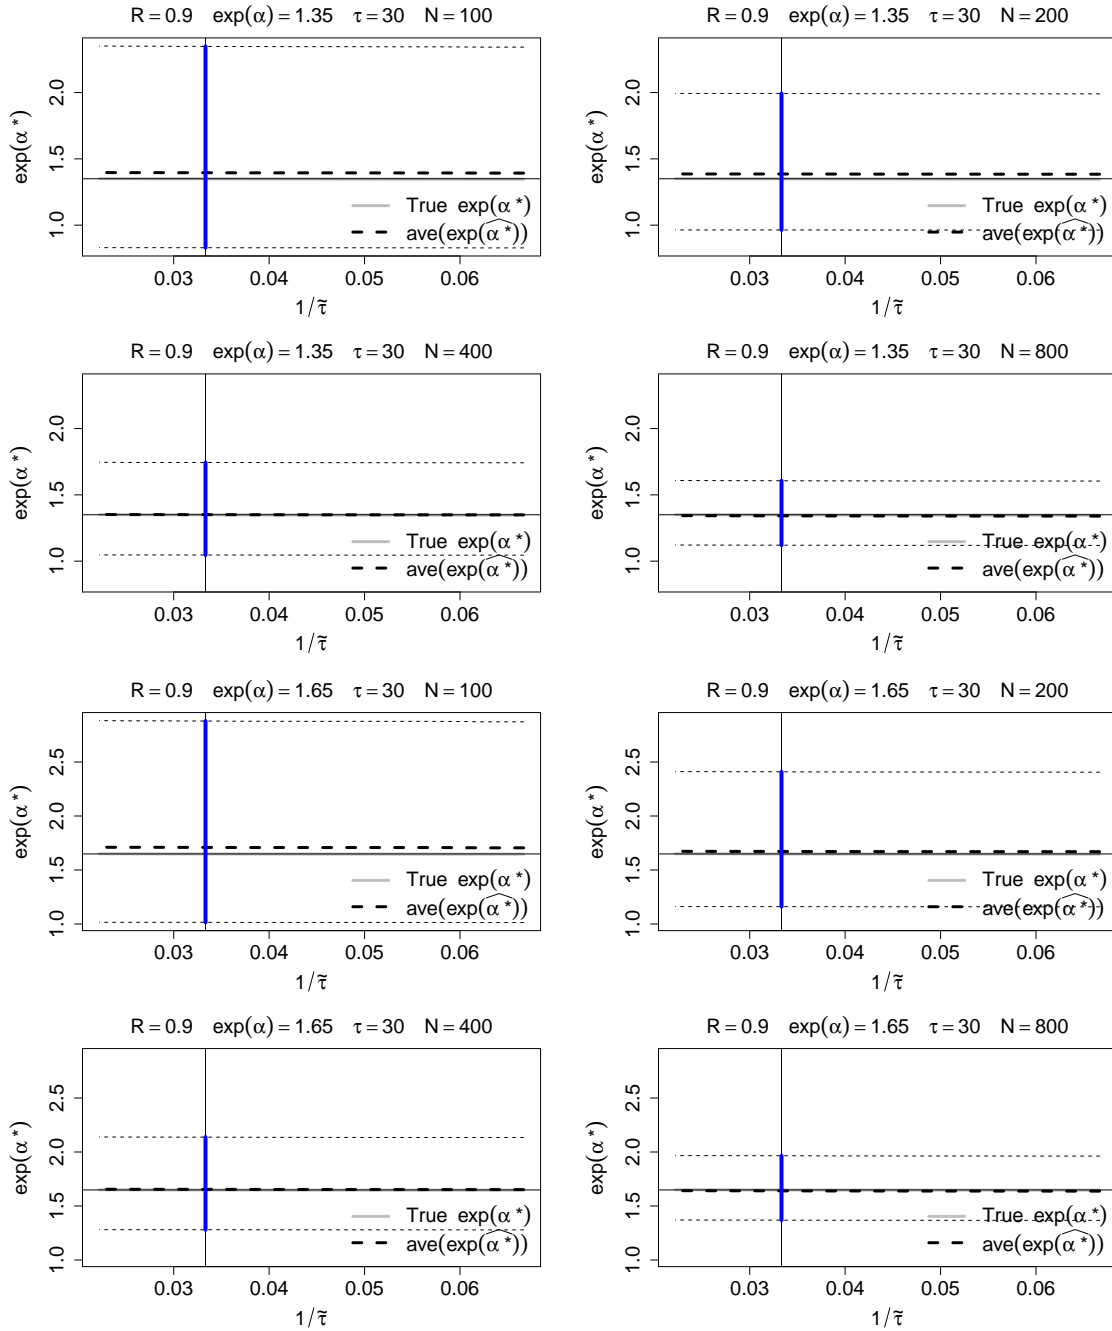 R = 0.9 exp(α) = 1.35 τ = 30 N = 100
exp(α*)
2.0
1.5
1.0
True exp(α*)
ave(exp(α*^))
0.03 0.04 0.05 0.06
1/τ̃
R = 0.9 exp(α) = 1.35 τ = 30 N = 200
exp(α*)
2.0
1.5
1.0
True exp(α*)
ave(exp(α*^))
0.03 0.04 0.05 0.06
1/τ̃
R = 0.9 exp(α) = 1.35 τ = 30 N = 400
exp(α*)
2.0
1.5
1.0
True exp(α*)
ave(exp(α*^))
0.03 0.04 0.05 0.06
1/τ̃
R = 0.9 exp(α) = 1.35 τ = 30 N = 800
exp(α*)
2.0
1.5
1.0
True exp(α*)
ave(exp(α*^))
0.03 0.04 0.05 0.06
1/τ̃
R = 0.9 exp(α) = 1.65 τ = 30 N = 100
exp(α*)
2.5
2.0
1.5
1.0
True exp(α*)
ave(exp(α*^))
0.03 0.04 0.05 0.06
1/τ̃
R = 0.9 exp(α) = 1.65 τ = 30 N = 200
exp(α*)
2.5
2.0
1.5
1.0
True exp(α*)
ave(exp(α*^))
0.03 0.04 0.05 0.06
1/τ̃
R = 0.9 exp(α) = 1.65 τ = 30 N = 400
exp(α*)
2.5
2.0
1.5
1.0
True exp(α*)
ave(exp(α*^))
0.03 0.04 0.05 0.06
1/τ̃
R = 0.9 exp(α) = 1.65 τ = 30 N = 800
exp(α*)
2.5
2.0
1.5
1.0
True exp(α*)
ave(exp(α*^))
0.03 0.04 0.05 0.06
1/τ̃